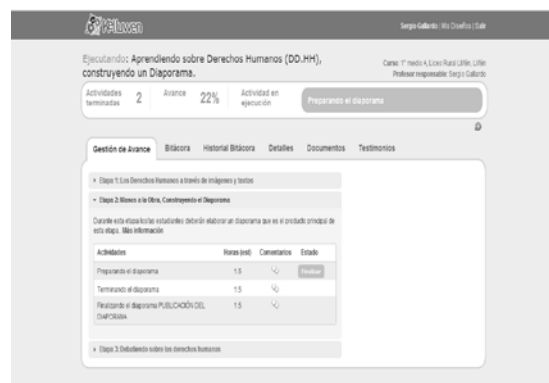 Kelluwen
Sergio Gallardo | Mis Diseños | Salir
Ejecutando: Aprendiendo sobre Derechos Humanos (DD.HH),
construyendo un Diaporama.
Curso: 1° medio A, Liceo Rural Liñin, Liñin
Profesor responsable: Sergio Gallardo
Actividades terminadas 2 Avance 22% Actividad en ejecución Preparando el diaporama
Gestión de Avance Bitácora Historial Bitácora Detalles Documentos Testimonios
Etapa 1: Los Derechos Humanos a través de imágenes y textos
Etapa 2: Manos a la Obra, Construyendo el Diaporama
Durante esta etapa los/las estudiantes deberán elaborar un diaporama que es el producto principal de
esta etapa. Más información
Actividades Horas (est) Comentarios Estado
Preparando el diaporama 1.5 Finalizar
Terminando el diaporama 1.5
Finalizando el diaporama PUBLICACIÓN DEL 1.5
DIAPORAMA
Etapa 3: Debatiendo sobre los derechos humanos